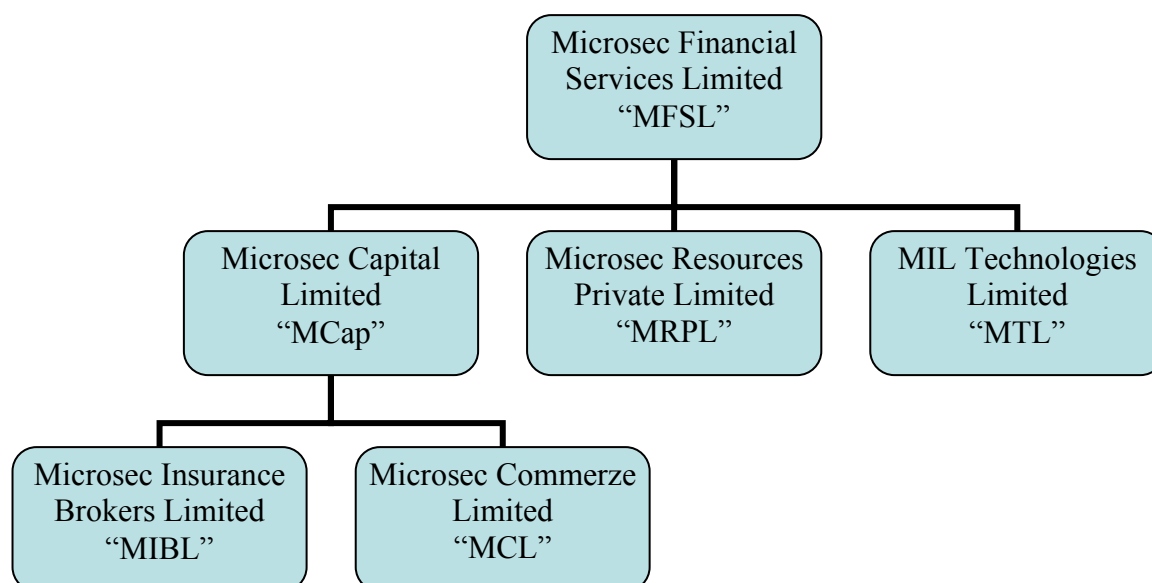 Microsec Financial
Services Limited
“MFSL”
Microsec Capital
Limited
“MCap”
Microsec Resources
Private Limited
“MRPL”
MIL Technologies
Limited
“MTL”
Microsec Insurance
Brokers Limited
“MIBL”
Microsec Commerze
Limited
“MCL”